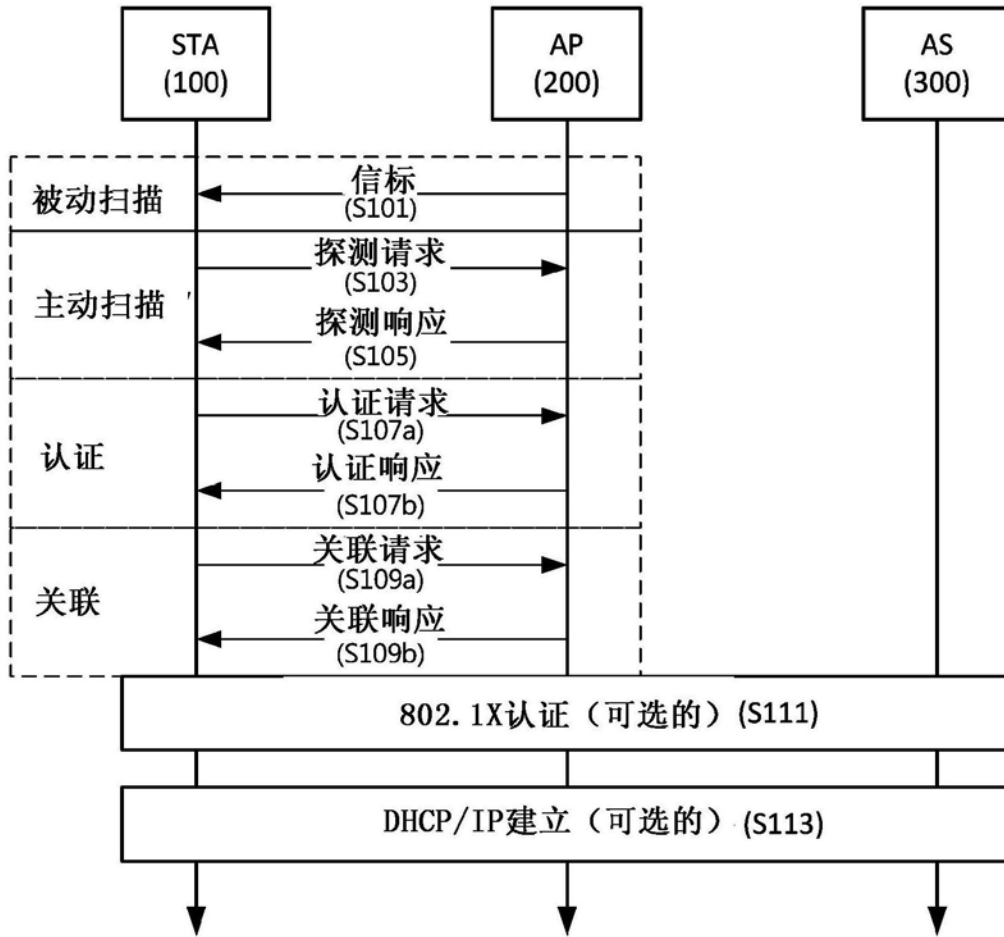 STA
(100)
AP
(200)
AS
(300)
被动扫描
信标
(S101)
主动扫描
探测请求
(S103)
探测响应
(S105)
认证
认证请求
(S107a)
认证响应
(S107b)
关联
关联请求
(S109a)
关联响应
(S109b)
802.1X认证（可选的）(S111)
DHCP/IP建立（可选的）(S113)